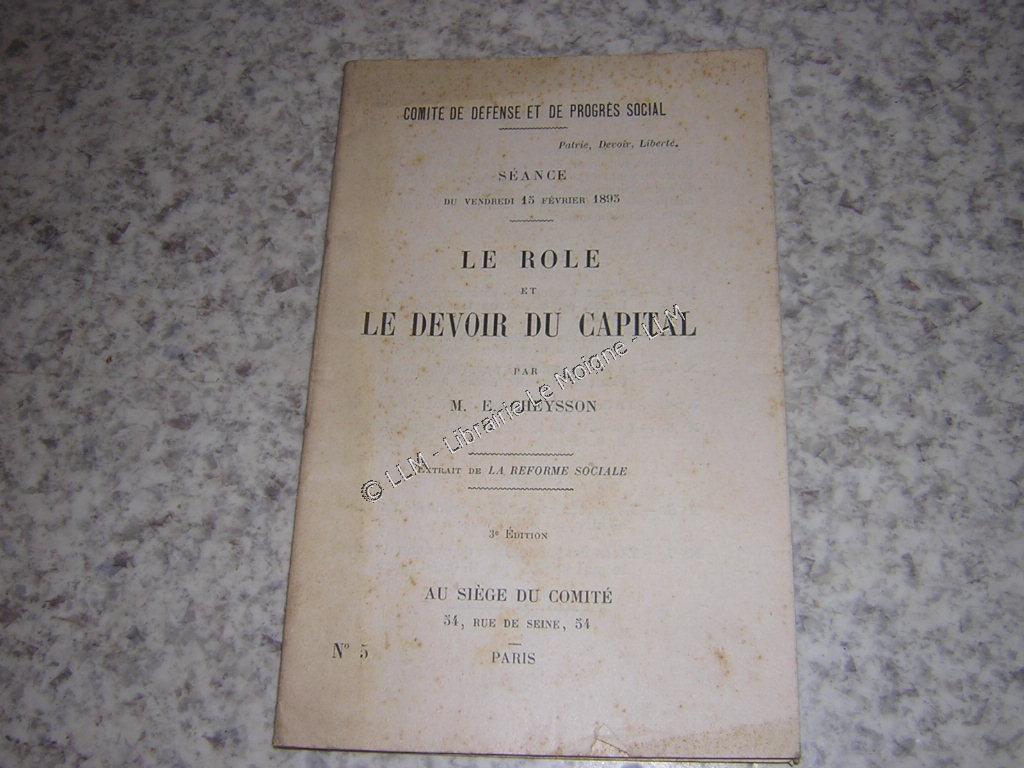 COMITÉ DE DÉFENSE ET DE PROGRÈS SOCIAL
Patrie, Devoir, Liberté.
SÉANCE
DU VENDREDI 15 FÉVRIER 1895
LE ROLE
ET
LE DEVOIR DU CAPITAL
PAR
M. E. CHEYSSON
EXTRAIT DE LA REFORME SOCIALE
3e ÉDITION
AU SIÈGE DU COMITÉ
54, RUE DE SEINE, 54
N° 5
PARIS
© LLM - Librairie Le Moigne - LLM